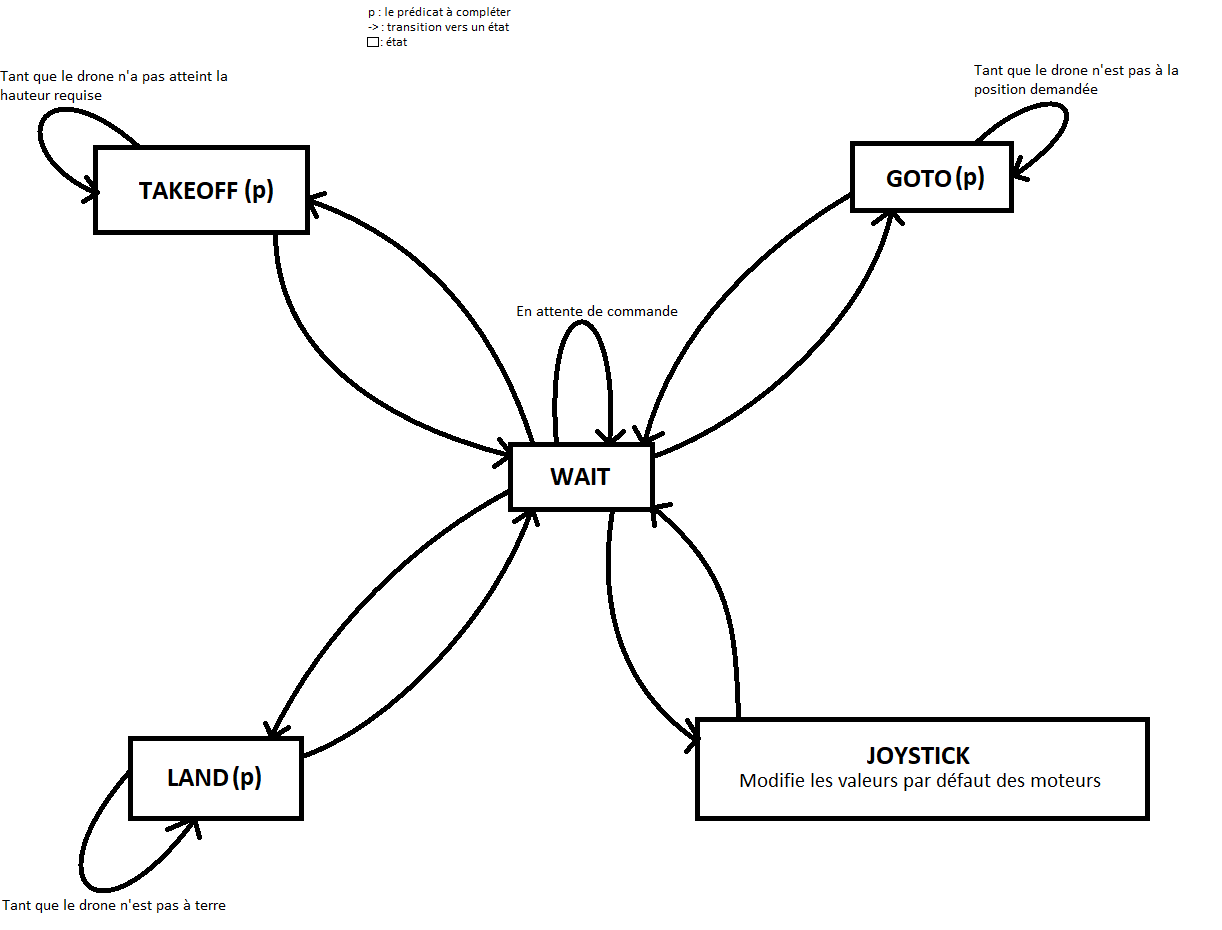 p : le prédicat à compléter
-> : transition vers un état
: état
Tant que le drone n'a pas atteint la
hauteur requise
Tant que le drone n'est pas à la
position demandée
TAKEOFF (p)
GOTO (p)
En attente de commande
WAIT
LAND (p)
JOYSTICK
Modifie les valeurs par défaut des moteurs
Tant que le drone n'est pas à terre